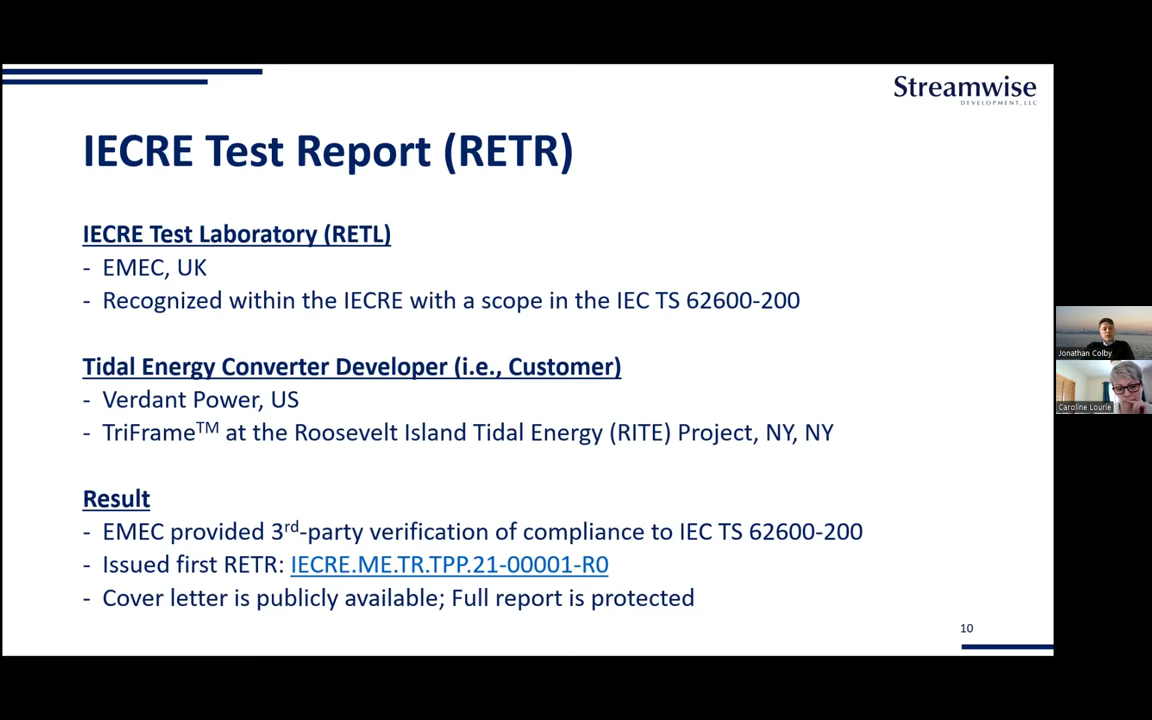 Streamwise
DEVELOPMENT, LLC
IECRE Test Report (RETR)
IECRE Test Laboratory (RETL)
- EMEC, UK
- Recognized within the IECRE with a scope in the IEC TS 62600-200
Tidal Energy Converter Developer (i.e., Customer)
- Verdant Power, US
- TriFrameTM at the Roosevelt Island Tidal Energy (RITE) Project, NY, NY
Result
- EMEC provided 3rd-party verification of compliance to IEC TS 62600-200
- Issued first RETR: IECRE.ME.TR.TPP.21-00001-R0
- Cover letter is publicly available; Full report is protected
10
Jonathan Colby
Caroline Lourie